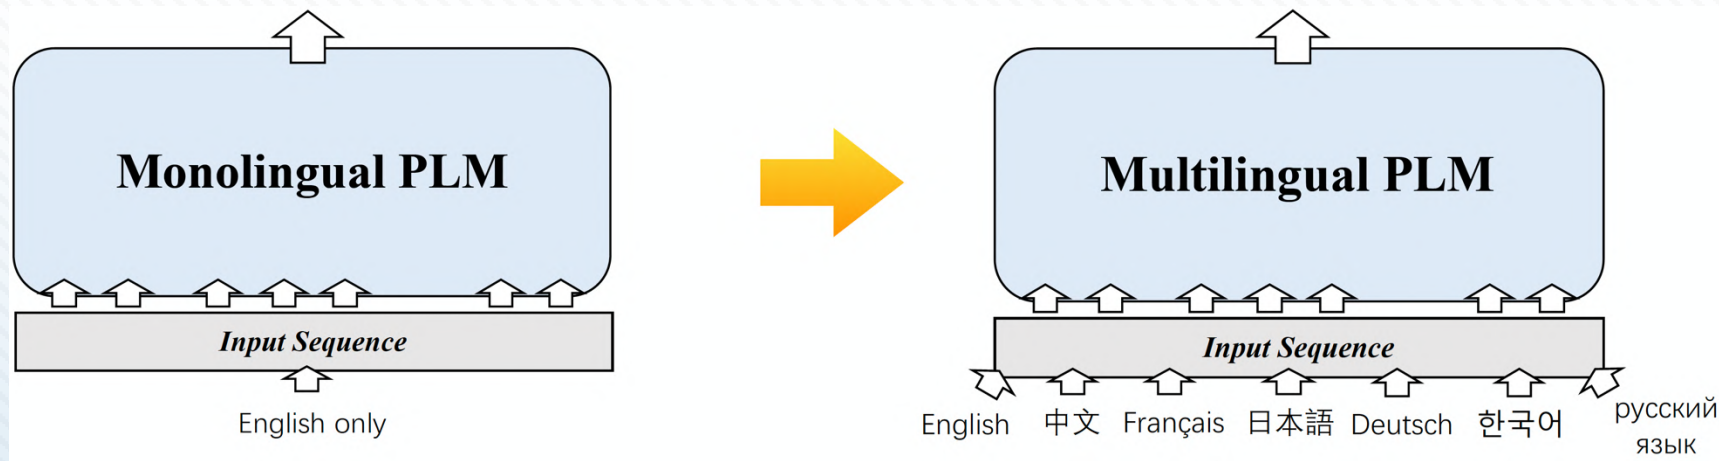 Monolingual PLM
Input Sequence
English only
Multilingual PLM
Input Sequence
English
中文
Français
日本語
Deutsch
한국어
русский
язык